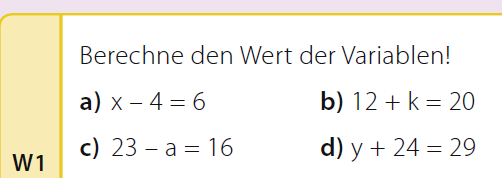 Berechne den Wert der Variablen!
a) x – 4 = 6 b) 12 + k = 20
c) 23 – a = 16 d) y + 24 = 29
W1